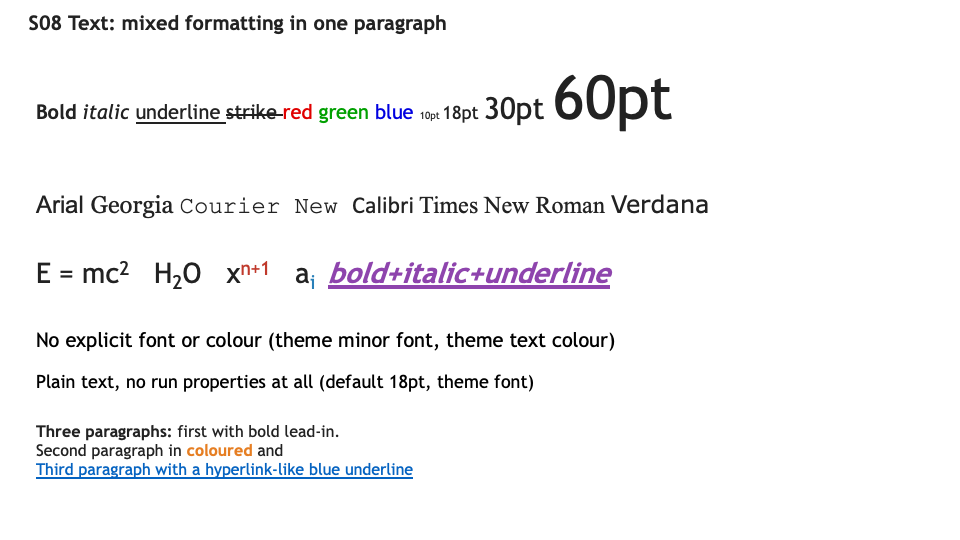 S08 Text: mixed formatting in one paragraph
Bold italic underline strike red green blue 10pt 18pt 30pt 60pt
Arial Georgia Courier New Calibri Times New Roman Verdana
E = mc² H₂O xⁿ⁺¹ aᵢ bold+italic+underline
No explicit font or colour (theme minor font, theme text colour)
Plain text, no run properties at all (default 18pt, theme font)
Three paragraphs: first with bold lead-in.
Second paragraph in coloured and
Third paragraph with a hyperlink-like blue underline